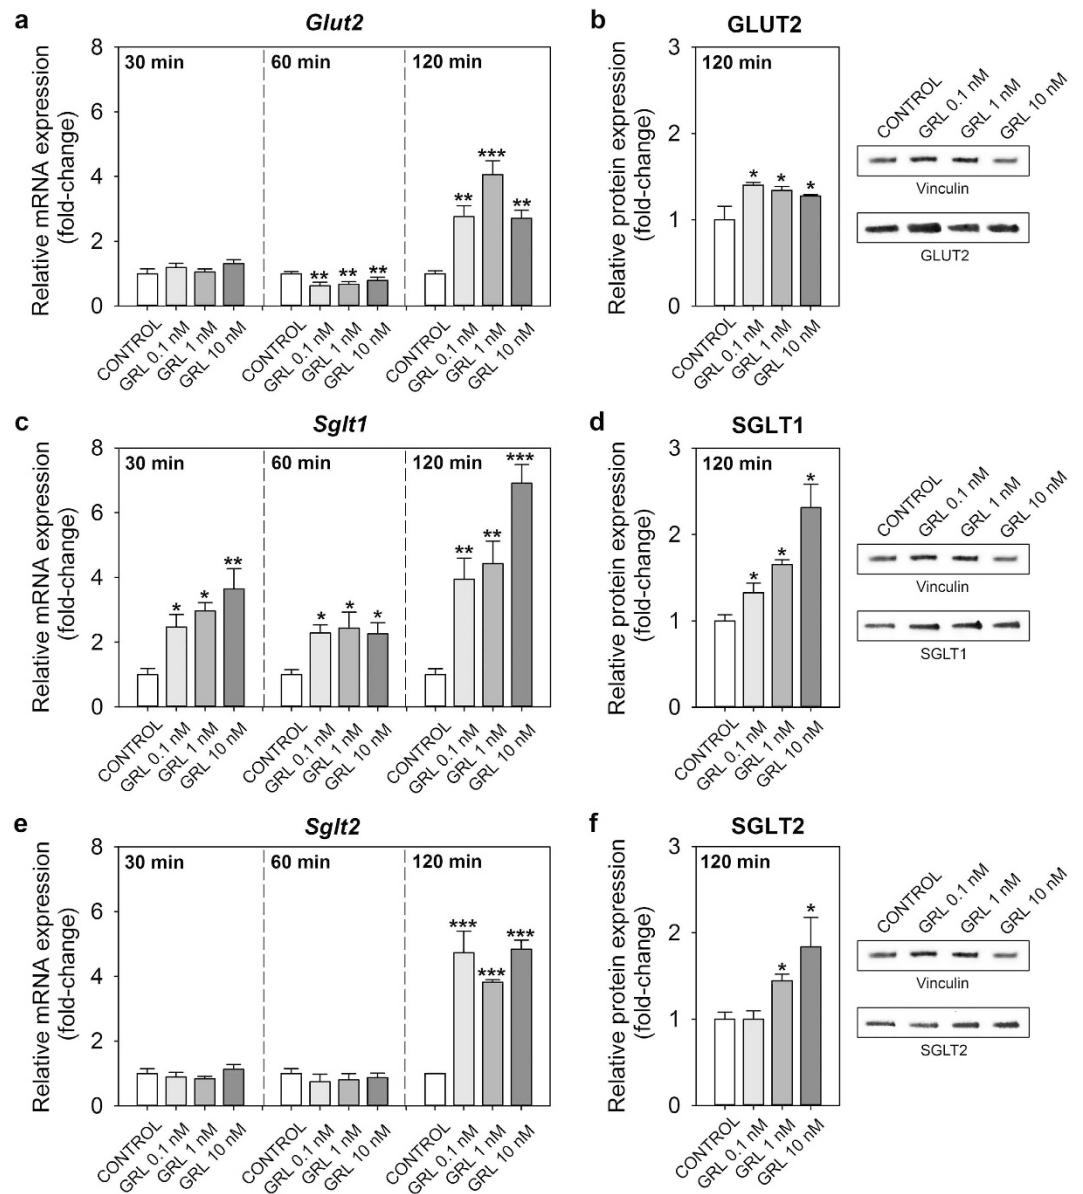 a
Glut2
Relative mRNA expression
(fold-change)
8
6
4
2
0
30 min
60 min
120 min
** ** **
** *** **
CONTROL
GRL 0.1 nM
GRL 1 nM
GRL 10 nM
CONTROL
GRL 0.1 nM
GRL 1 nM
GRL 10 nM
CONTROL
GRL 0.1 nM
GRL 1 nM
GRL 10 nM
b
GLUT2
Relative protein expression
(fold-change)
3
2
1
0
120 min
* * *
CONTROL
GRL 0.1 nM
GRL 1 nM
GRL 10 nM
CONTROL
GRL 0.1 nM
GRL 1 nM
GRL 10 nM
Vinculin
GLUT2
c
Sglt1
Relative mRNA expression
(fold-change)
8
6
4
2
0
30 min
60 min
120 min
* * **
* * *
** ** ***
CONTROL
GRL 0.1 nM
GRL 1 nM
GRL 10 nM
CONTROL
GRL 0.1 nM
GRL 1 nM
GRL 10 nM
CONTROL
GRL 0.1 nM
GRL 1 nM
GRL 10 nM
d
SGLT1
Relative protein expression
(fold-change)
3
2
1
0
120 min
* * *
CONTROL
GRL 0.1 nM
GRL 1 nM
GRL 10 nM
CONTROL
GRL 0.1 nM
GRL 1 nM
GRL 10 nM
Vinculin
SGLT1
e
Sglt2
Relative mRNA expression
(fold-change)
8
6
4
2
0
30 min
60 min
120 min
*** *** ***
CONTROL
GRL 0.1 nM
GRL 1 nM
GRL 10 nM
CONTROL
GRL 0.1 nM
GRL 1 nM
GRL 10 nM
CONTROL
GRL 0.1 nM
GRL 1 nM
GRL 10 nM
f
SGLT2
Relative protein expression
(fold-change)
3
2
1
0
120 min
* *
CONTROL
GRL 0.1 nM
GRL 1 nM
GRL 10 nM
CONTROL
GRL 0.1 nM
GRL 1 nM
GRL 10 nM
Vinculin
SGLT2